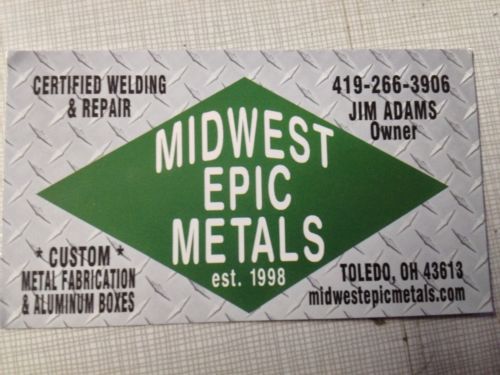 CERTIFIED WELDING
& REPAIR
419-266-3906
JIM ADAMS
Owner
MIDWEST
EPIC
METALS
est. 1998
* CUSTOM *
METAL FABRICATION
& ALUMINUM BOXES
TOLEDO, OH 43613
midwestepicmetals.com